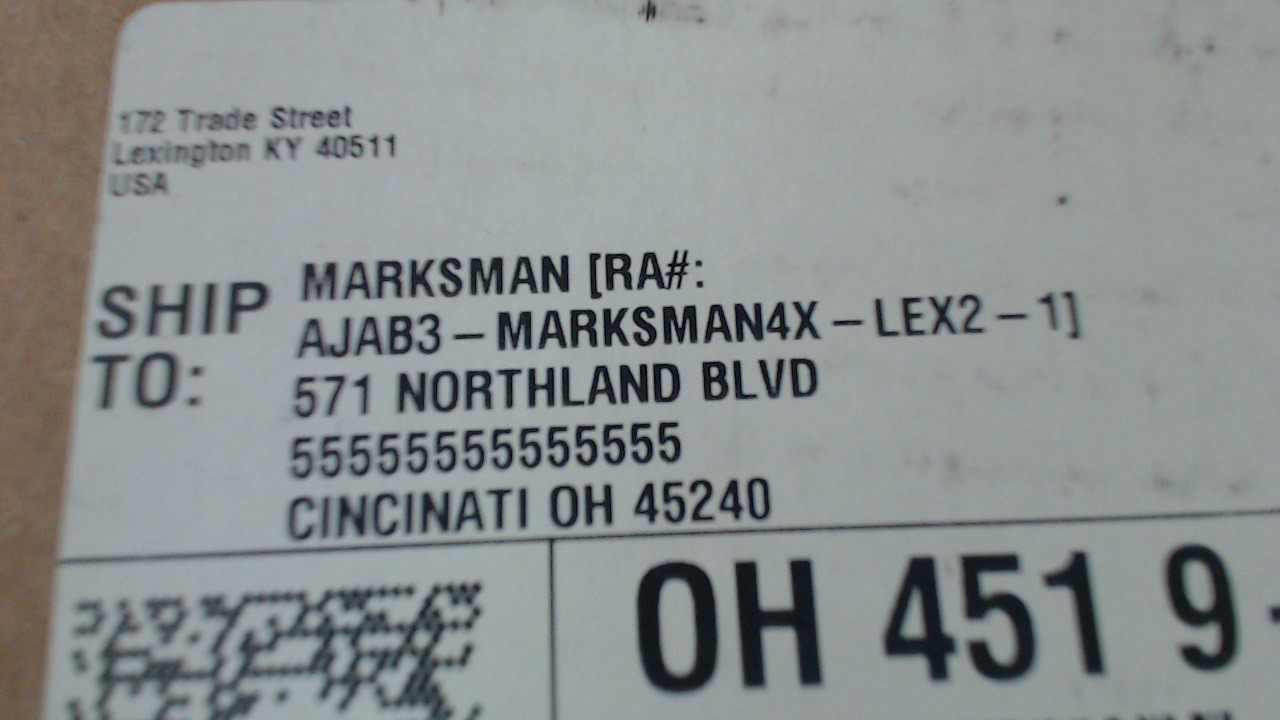 172 Trade Street
Lexington KY 40511
USA
SHIP TO:
MARKSMAN [RA#:
AJAB3-MARKSMAN4X-LEX2-1]
571 NORTHLAND BLVD
55555555555555
CINCINATI OH 45240
OH 451 9-